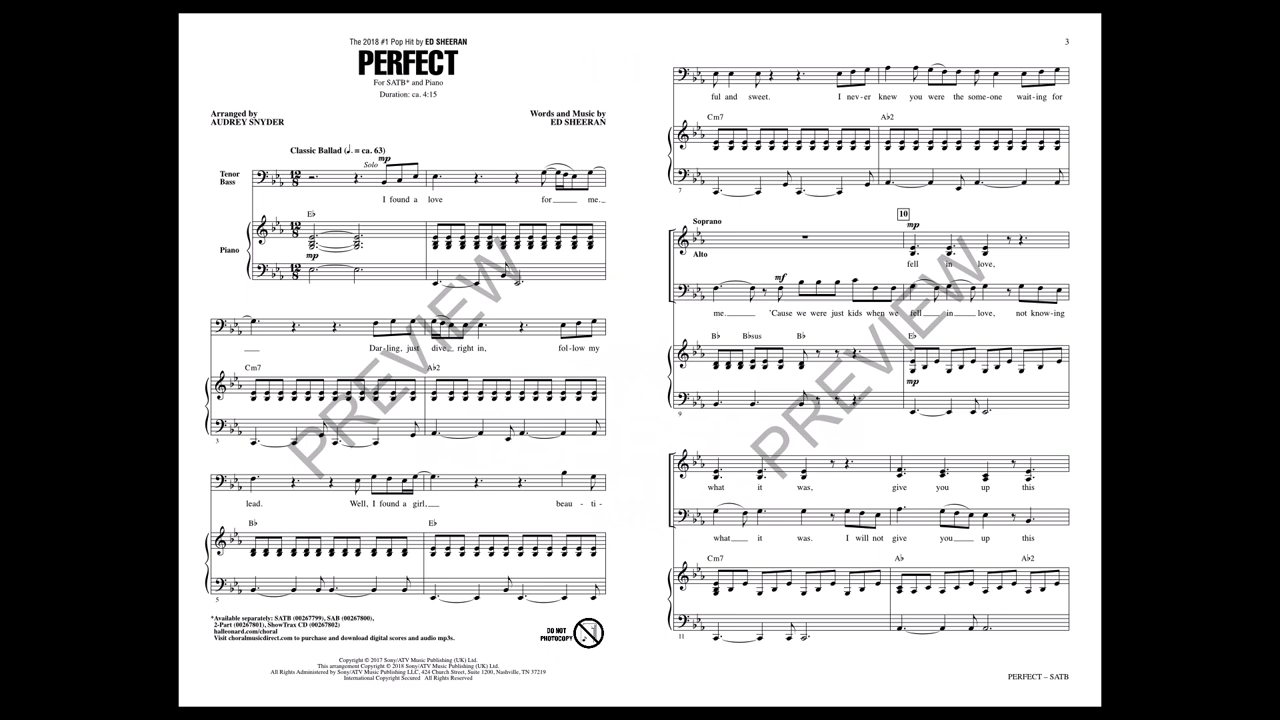 The 2018 #1 Pop Hit by ED SHEERAN
PERFECT
For SATB* and Piano
Duration: ca. 4:15
Arranged by
AUDREY SNYDER
Words and Music by
ED SHEERAN
Classic Ballad (♩. = ca. 63)
Solo mp
Tenor
Bass
12 8
I found a love for me.
E♭
Piano
12 8
mp
12 8
Dar-ling, just dive right in, fol-low my
Cm7 A♭2
3
lead. Well, I found a girl, beau - ti-
B♭ E♭
5
*Available separately: SATB (00267799), SAB (00267800),
2-Part (00267801), ShowTrax CD (00267802)
halleonard.com/choral
Visit choralmusicdirect.com to purchase and download digital scores and audio mp3s.
DO NOT
PHOTOCOPY
Copyright © 2017 Sony/ATV Music Publishing (UK) Ltd.
This arrangement Copyright © 2018 Sony/ATV Music Publishing (UK) Ltd.
All Rights Administered by Sony/ATV Music Publishing LLC, 424 Church Street, Suite 1200, Nashville, TN 37219
International Copyright Secured All Rights Reserved
PREVIEW
3
ful and sweet. I nev-er knew you were the some-one wait-ing for
Cm7 A♭2
7
10
Soprano
mp
Alto
fell in love,
mf
me. 'Cause we were just kids when we fell in love, not know-ing
B♭ B♭sus B♭ E♭
mp
9
what it was, give you up this
what it was. I will not give you up this
Cm7 A♭ A♭2
11
PREVIEW
PERFECT – SATB